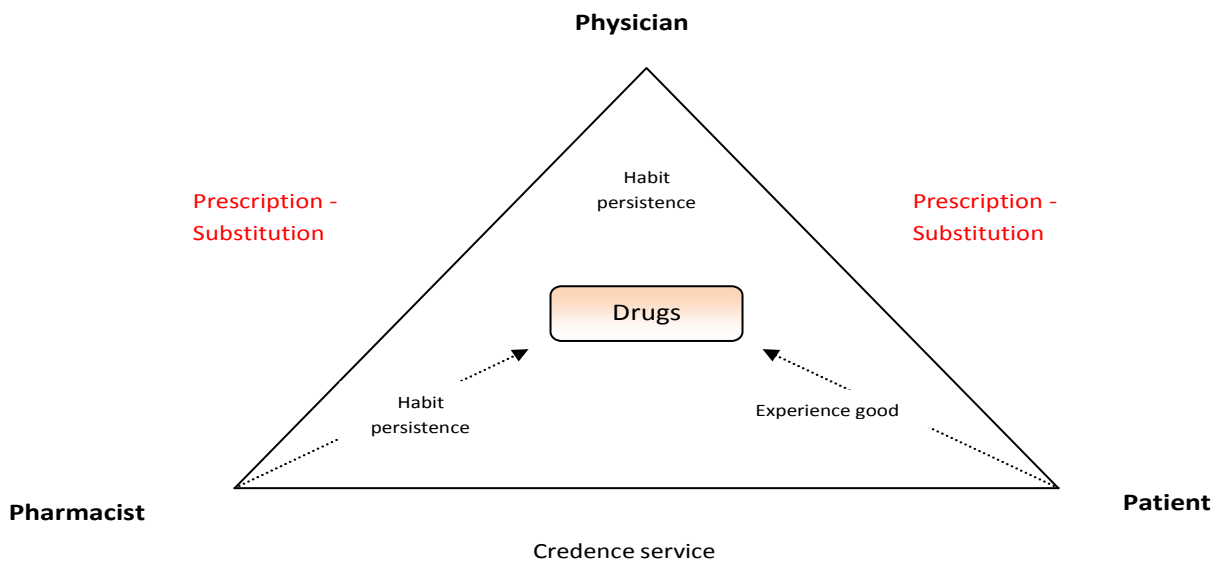 Physician
Habit
persistence
Prescription -
Substitution
Prescription -
Substitution
Drugs
Habit
persistence
Experience good
Pharmacist
Patient
Credence service